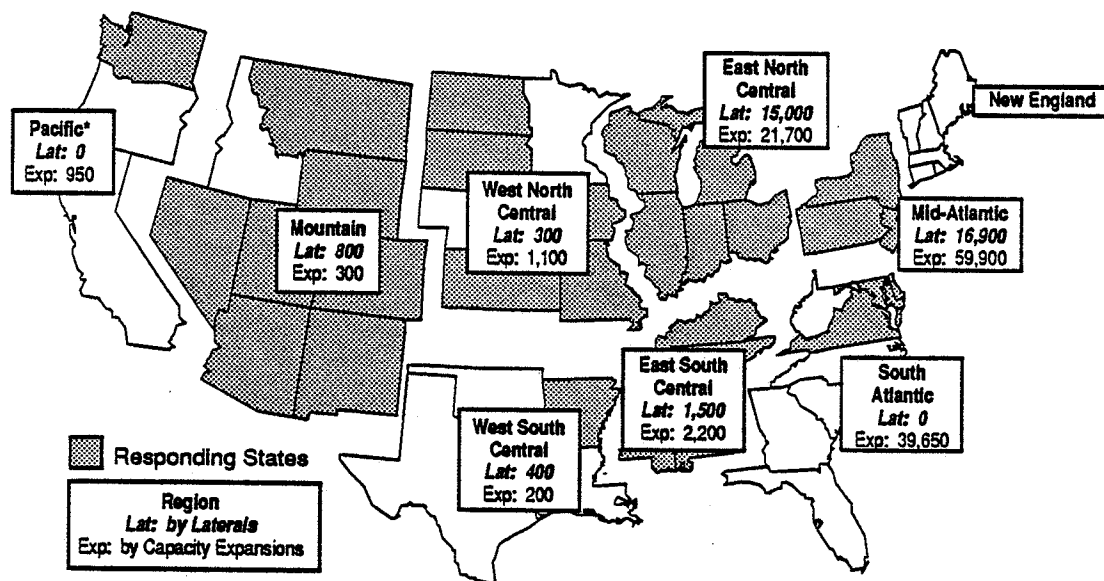 East North
Central
Lat: 15,000
Exp: 21,700
New England
Pacific*
Lat: 0
Exp: 950
West North
Central
Lat: 300
Exp: 1,100
Mountain
Lat: 800
Exp: 300
Mid-Atlantic
Lat: 16,900
Exp: 59,900
East South
Central
Lat: 1,500
Exp: 2,200
South
Atlantic
Lat: 0
Exp: 39,650
West South
Central
Lat: 400
Exp: 200
Responding States
Region
Lat: by Laterals
Exp: by Capacity Expansions